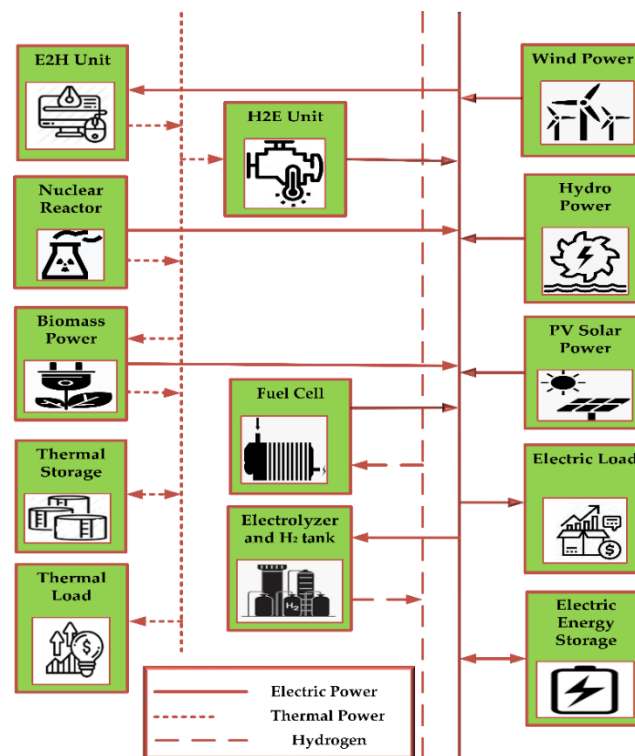 E2H Unit
H2E Unit
Nuclear
Reactor
Biomass
Power
Thermal
Storage
Thermal
Load
Fuel Cell
Electrolyzer
and H₂ tank
H₂
Wind Power
Hydro
Power
PV Solar
Power
Electric Load
Electric
Energy
Storage
Electric Power
Thermal Power
Hydrogen